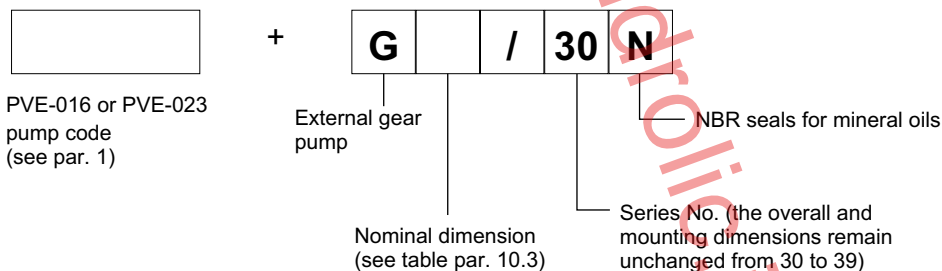 +
G / 30 N
PVE-016 or PVE-023
pump code
(see par. 1)
External gear
pump
NBR seals for mineral oils
Nominal dimension
(see table par. 10.3)
Series No. (the overall and
mounting dimensions remain
unchanged from 30 to 39)